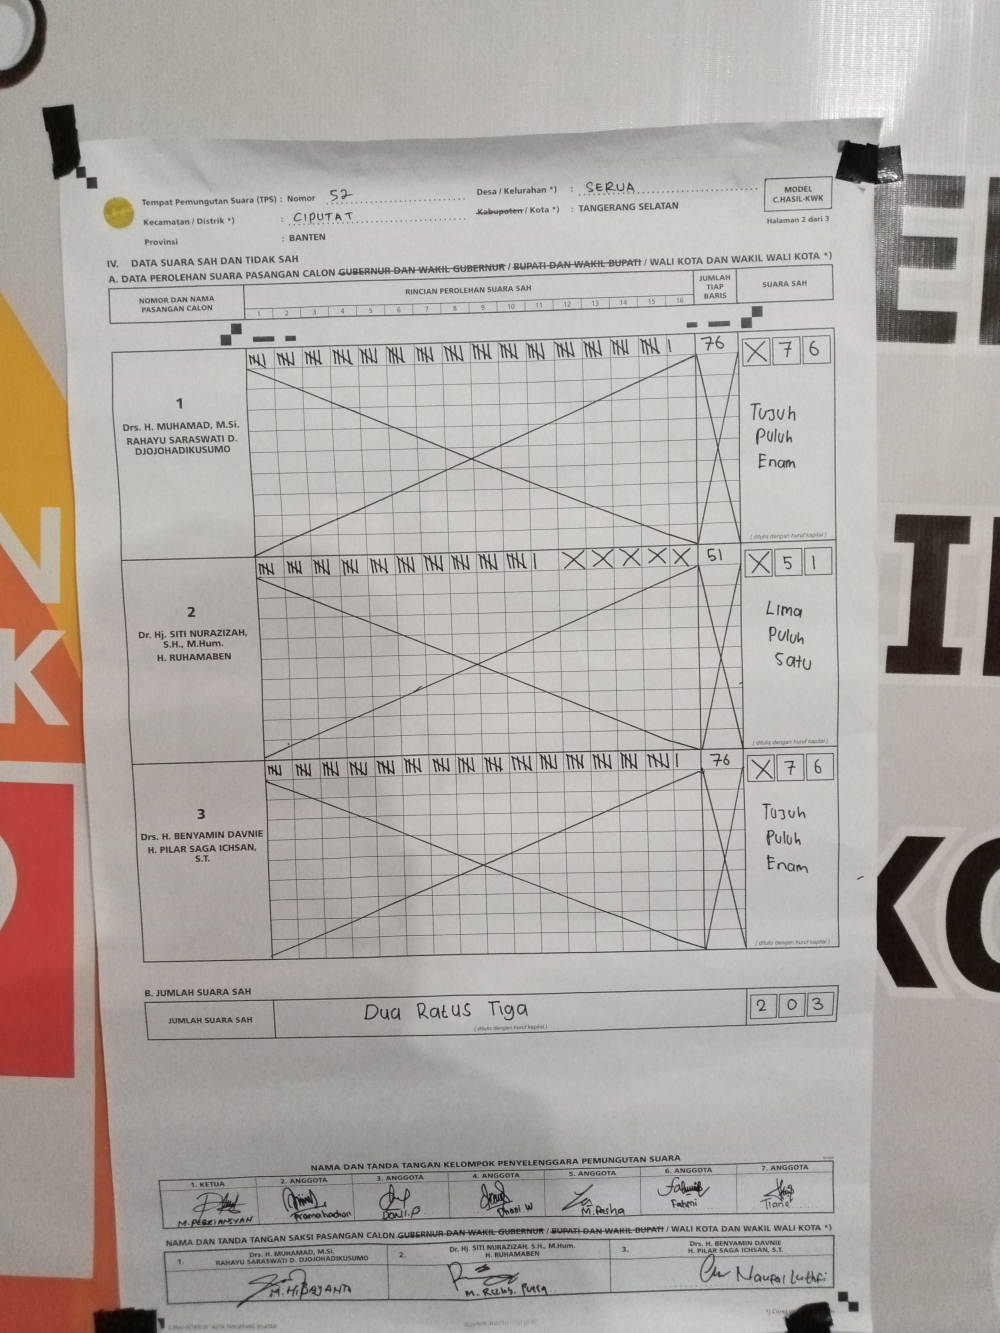 Tempat Pemungutan Suara (TPS) : Nomor 52
Desa / Kelurahan *) : SERUA
MODEL
C.HASIL-KWK
Kecamatan / Distrik *) : CIPUTAT
Kabupaten / Kota *) : TANGERANG SELATAN
Halaman 2 dari 3
Provinsi : BANTEN
IV. DATA SUARA SAH DAN TIDAK SAH
A. DATA PEROLEHAN SUARA PASANGAN CALON GUBERNUR DAN WAKIL GUBERNUR / BUPATI DAN WAKIL BUPATI / WALI KOTA DAN WAKIL WALI KOTA *)
NOMOR DAN NAMA
PASANGAN CALON
RINCIAN PEROLEHAN SUARA SAH
1 2 3 4 5 6 7 8 9 10 11 12 13 14 15 16
JUMLAH
TIAP
BARIS
SUARA SAH
1
Drs. H. MUHAMAD, M.Si.
RAHAYU SARASWATI D.
DJOJOHADIKUSUMO
76
X 7 6
Tujuh
Puluh
Enam
( ditulis dengan huruf kapital )
2
Dr. Hj. SITI NURAZIZAH,
S.H., M.Hum.
H. RUHAMABEN
X X X X X
51
X 5 1
Lima
Puluh
Satu
( ditulis dengan huruf kapital )
3
Drs. H. BENYAMIN DAVNIE
H. PILAR SAGA ICHSAN,
S.T.
76
X 7 6
Tujuh
Puluh
Enam
( ditulis dengan huruf kapital )
B. JUMLAH SUARA SAH
JUMLAH SUARA SAH
Dua Ratus Tiga
( ditulis dengan huruf kapital )
2 0 3
NAMA DAN TANDA TANGAN KELOMPOK PENYELENGGARA PEMUNGUTAN SUARA
1. KETUA
2. ANGGOTA
3. ANGGOTA
4. ANGGOTA
5. ANGGOTA
6. ANGGOTA
7. ANGGOTA
M. Pasha
Fahmi
NAMA DAN TANDA TANGAN SAKSI PASANGAN CALON GUBERNUR DAN WAKIL GUBERNUR / BUPATI DAN WAKIL BUPATI / WALI KOTA DAN WAKIL WALI KOTA *)
1.
Drs. H. MUHAMAD, M.Si.
RAHAYU SARASWATI D. DJOJOHADIKUSUMO
2.
Dr. Hj. SITI NURAZIZAH, S.H., M.Hum.
H. RUHAMABEN
3.
Drs. H. BENYAMIN DAVNIE
H. PILAR SAGA ICHSAN, S.T.
Naufal Luthfi